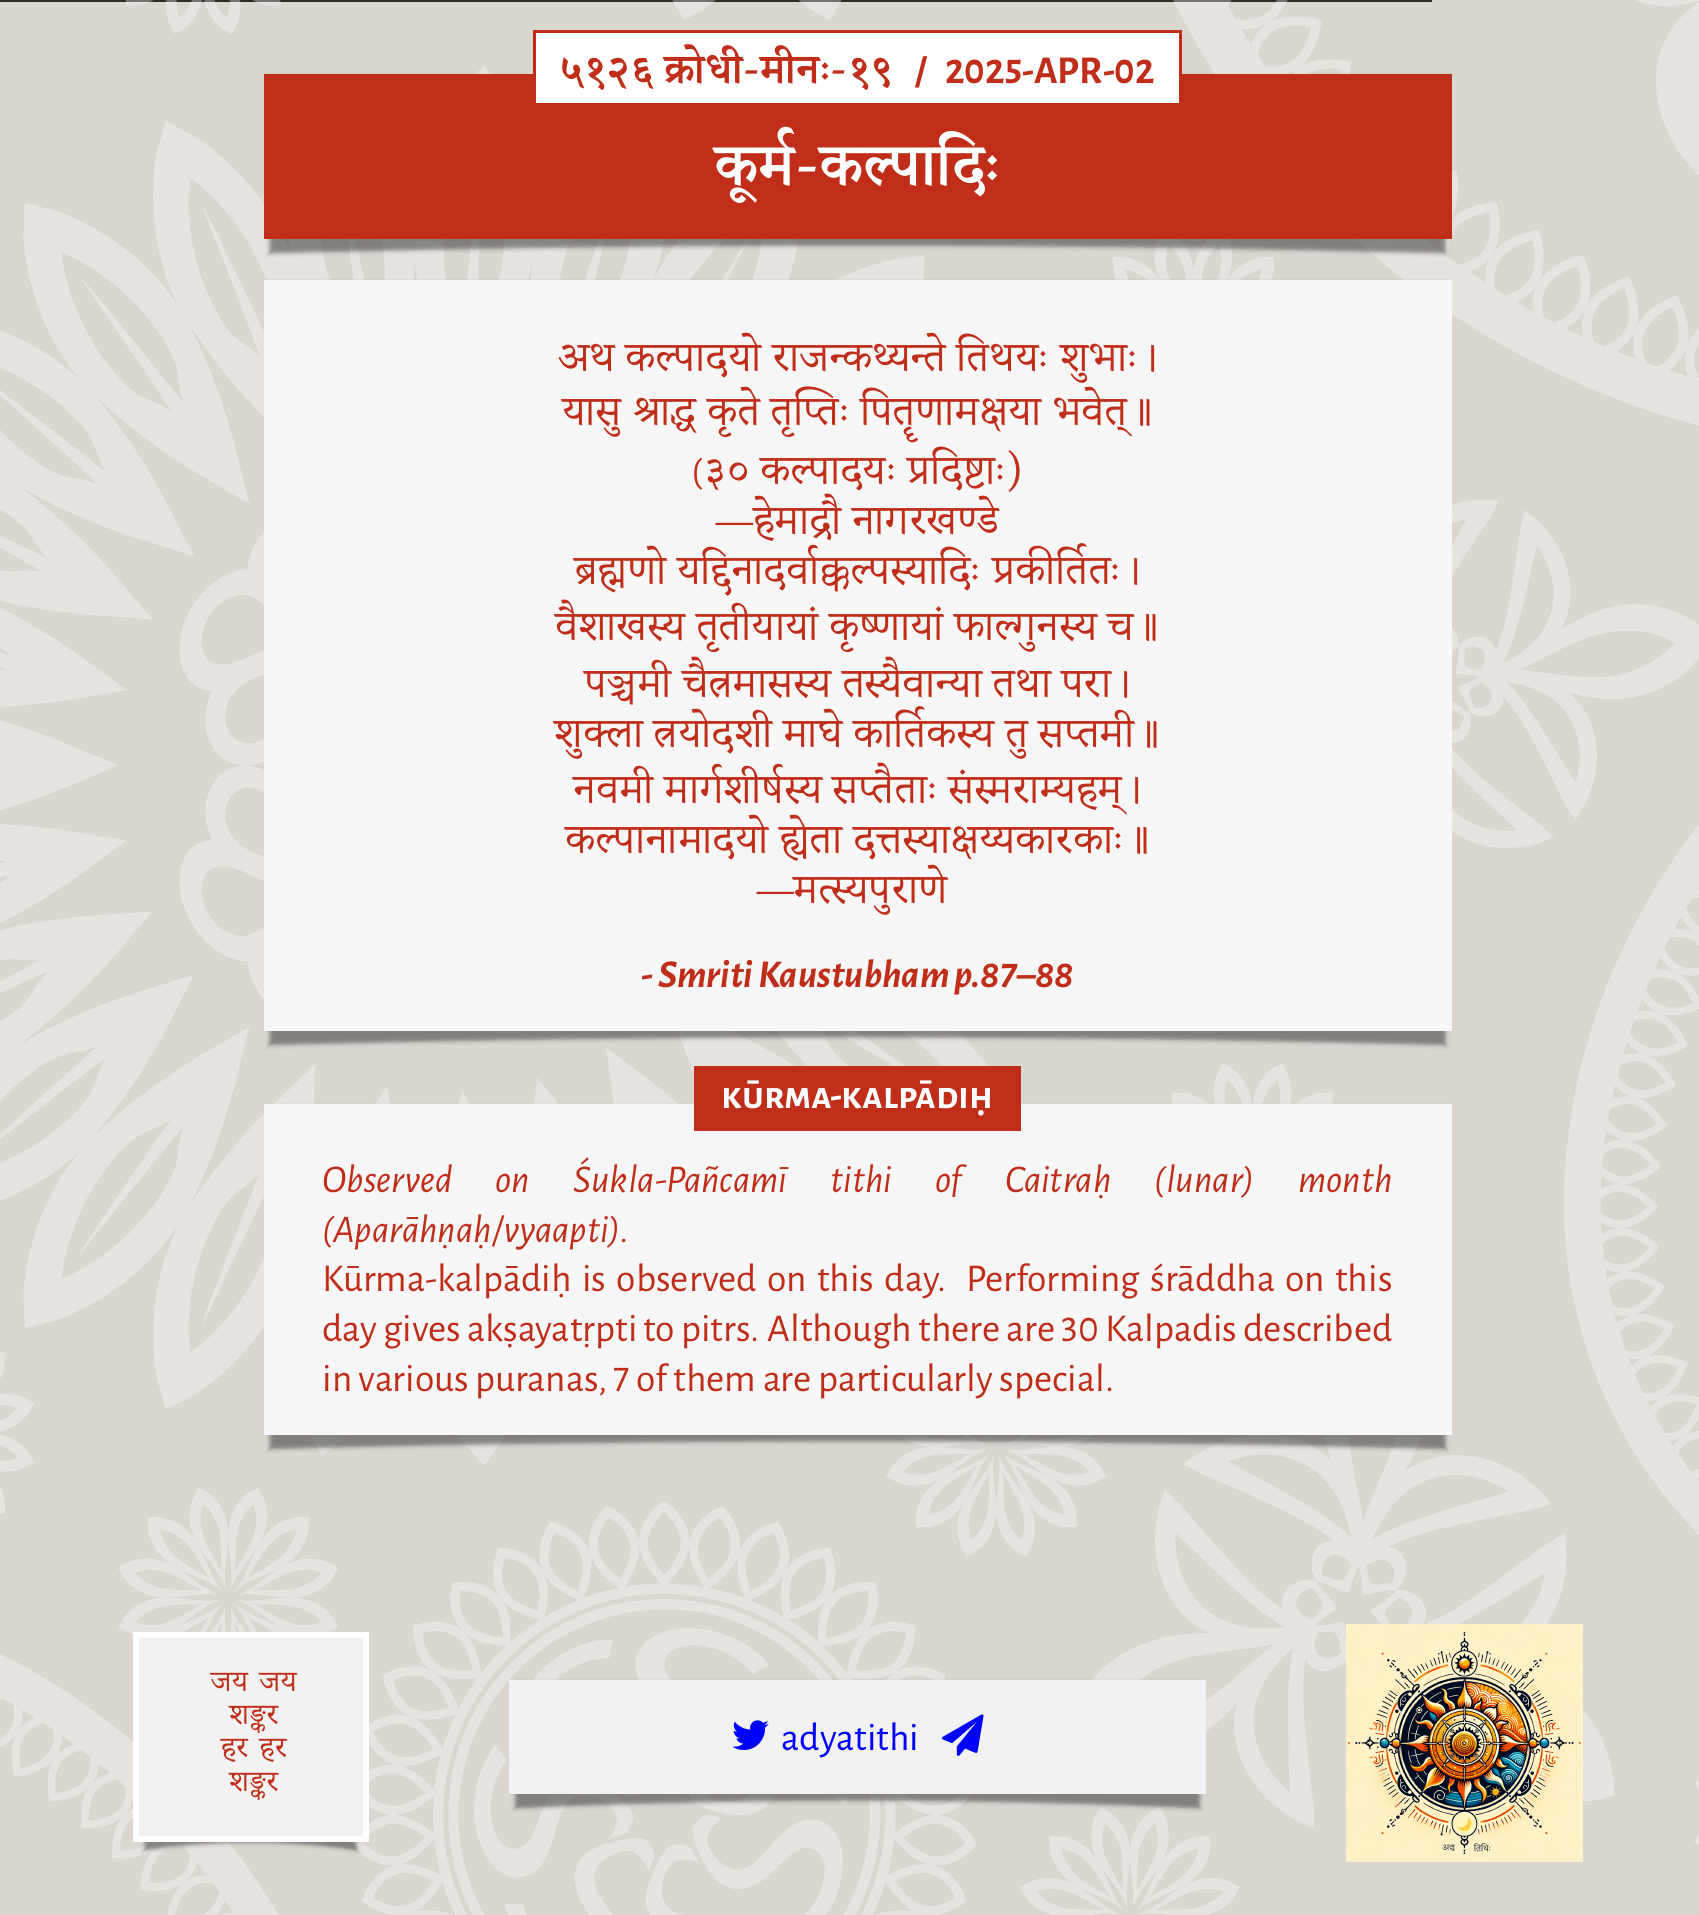 ५१२६ क्रोधी-मीनः-१९ / 2025-APR-02
कूर्म-कल्पादिः
अथ कल्पादयो राजन्कथ्यन्ते तिथयः शुभाः।
यासु श्राद्ध कृते तृप्तिः पितॄणामक्षया भवेत्॥
(३० कल्पादयः प्रदिष्टाः)
—हेमाद्रौ नागरखण्डे
ब्रह्मणो यद्दिनादर्वाक्कल्पस्यादिः प्रकीर्तितः।
वैशाखस्य तृतीयायां कृष्णायां फाल्गुनस्य च॥
पञ्चमी चैत्रमासस्य तस्यैवान्या तथा परा।
शुक्ला त्रयोदशी माघे कार्तिकस्य तु सप्तमी॥
नवमी मार्गशीर्षस्य सप्तैताः संस्मराम्यहम्।
कल्पानामादयो ह्येता दत्तस्याक्षय्यकारकाः॥
—मत्स्यपुराणे
- Smriti Kaustubham p.87–88
KŪRMA-KALPĀDIḤ
Observed on Śukla-Pañcamī tithi of Caitraḥ (lunar) month
(Aparāhṇaḥ/vyaapti).
Kūrma-kalpādiḥ is observed on this day. Performing śrāddha on this
day gives akṣayatṛpti to pitrs. Although there are 30 Kalpadis described
in various puranas, 7 of them are particularly special.
जय जय
शङ्कर
हर हर
शङ्कर
adyatithi
अद्य तिथिः